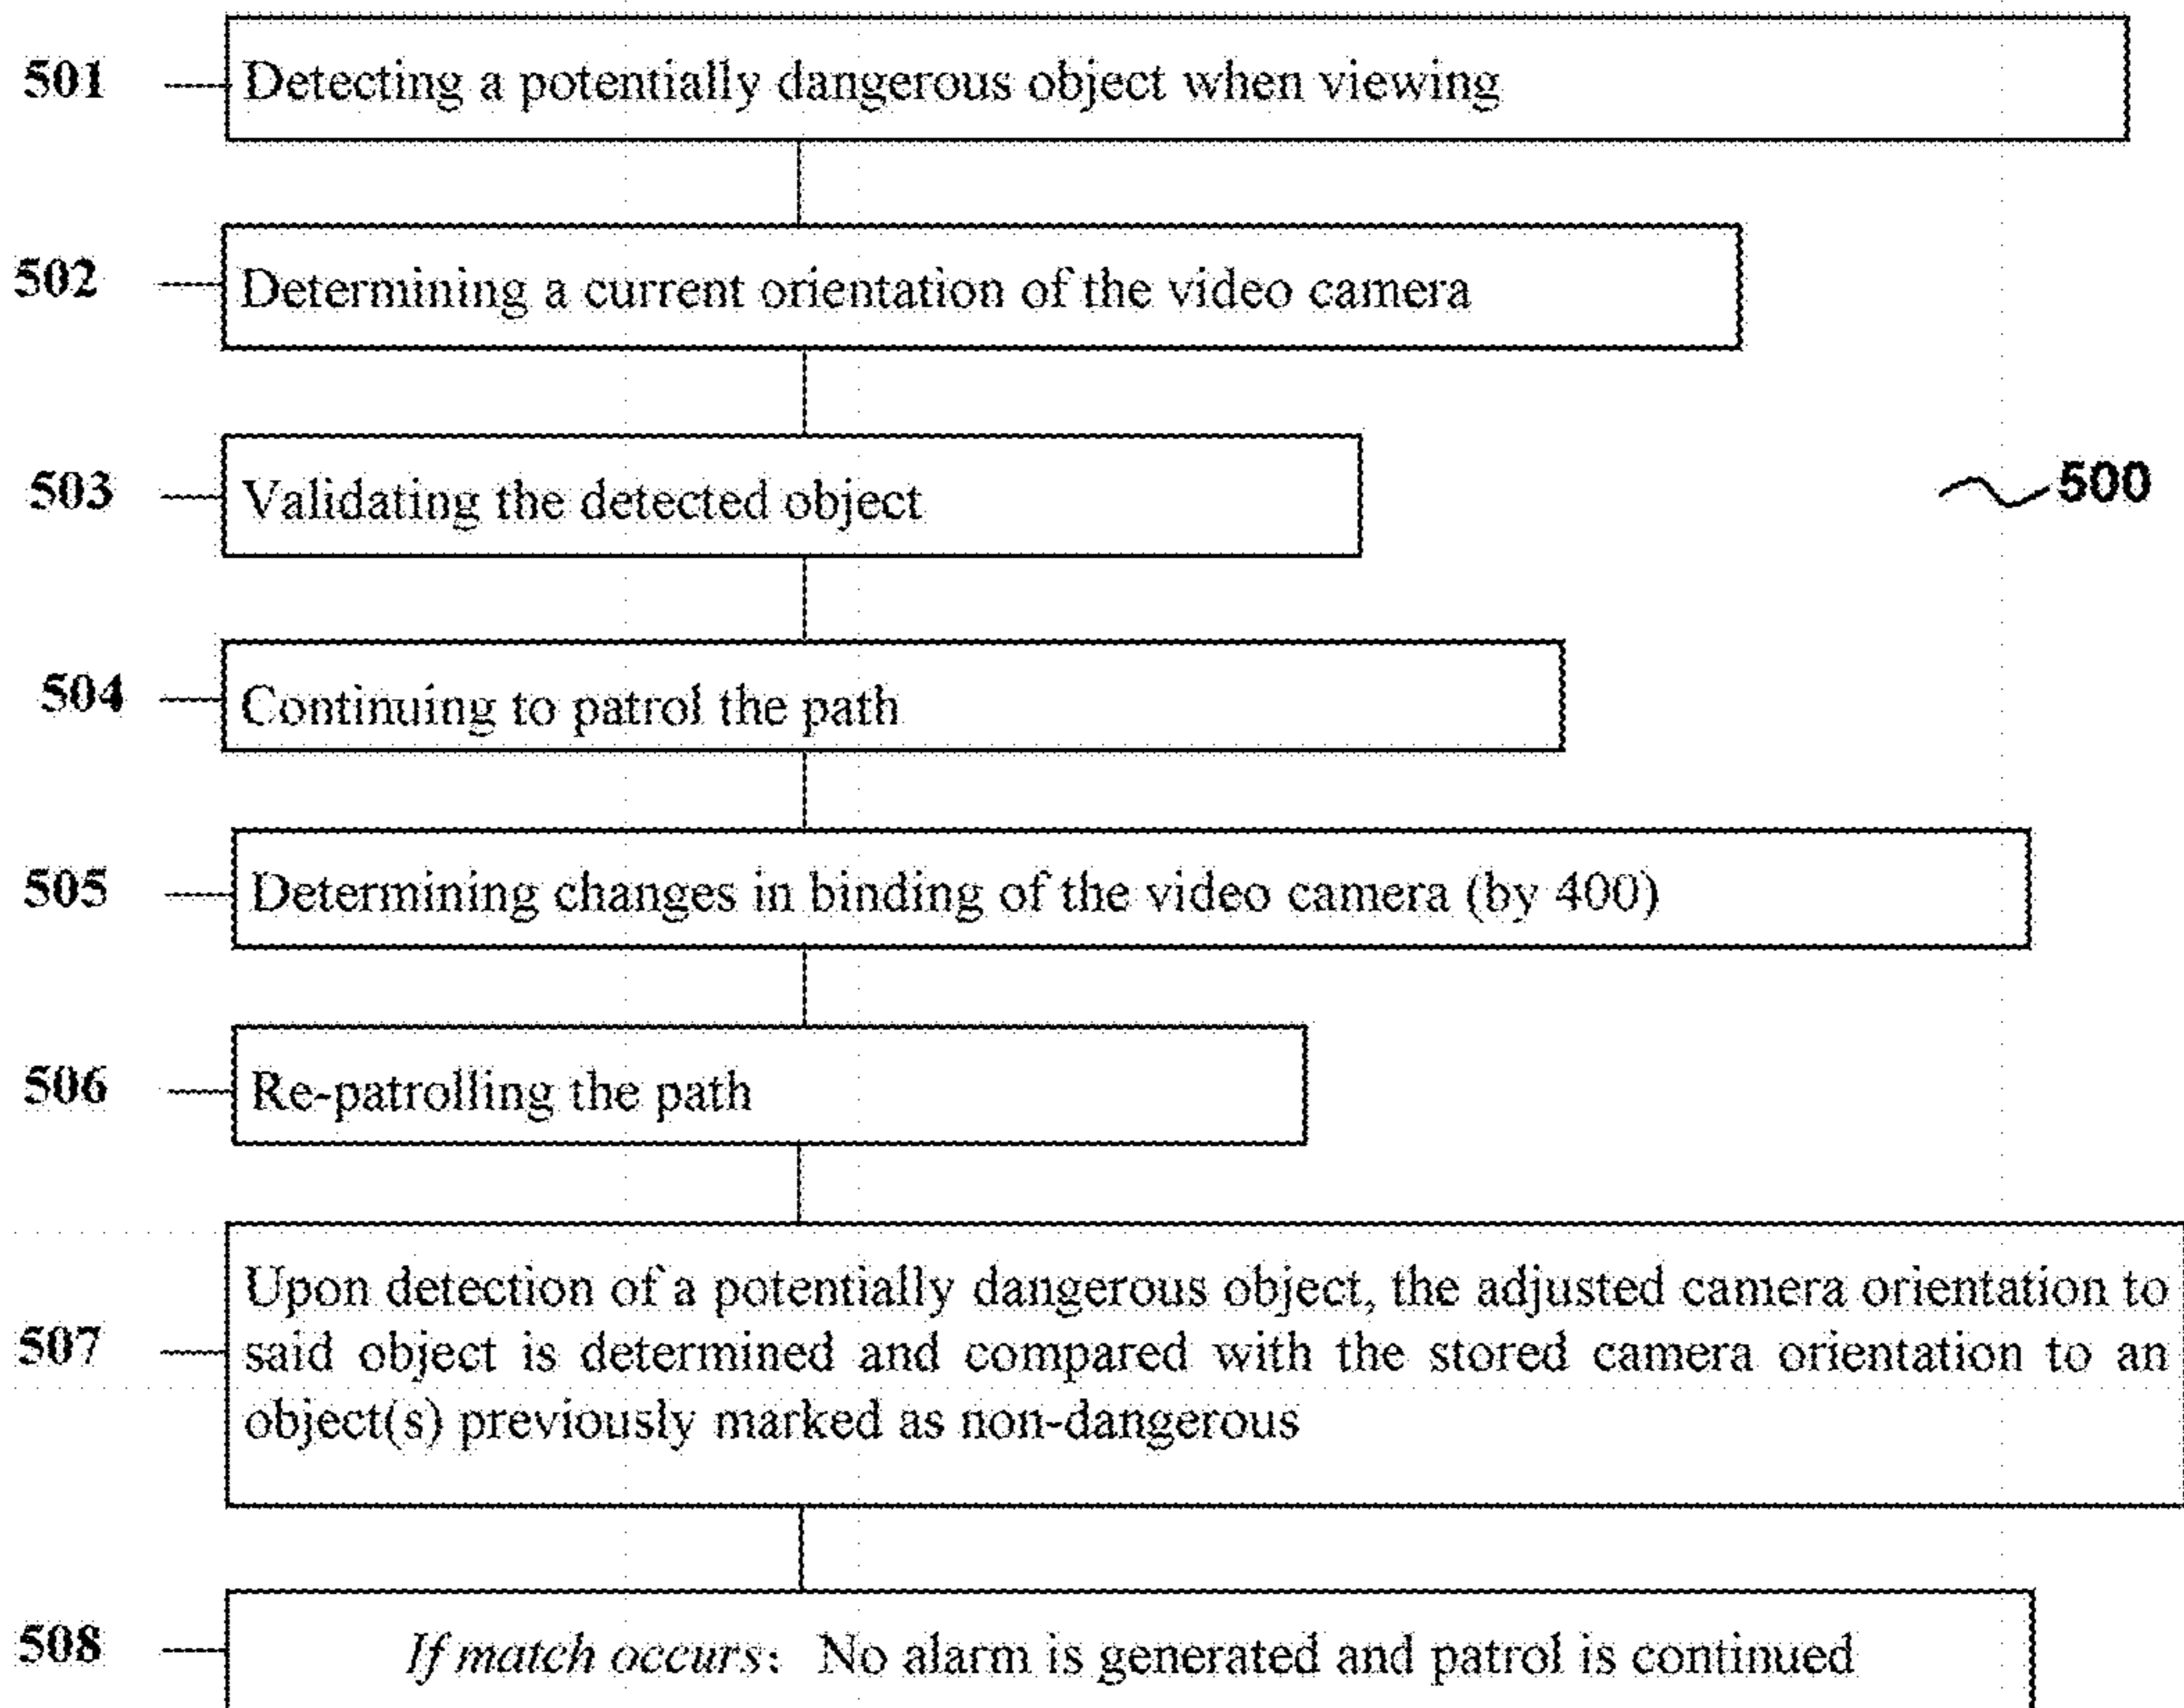 501 Detecting a potentially dangerous object when viewing
502 Determining a current orientation of the video camera
503 Validating the detected object
500
504 Continuing to patrol the path
505 Determining changes in binding of the video camera (by 400)
506 Re-patrolling the path
Upon detection of a potentially dangerous object, the adjusted camera orientation to
507 said object is determined and compared with the stored camera orientation to an
object(s) previously marked as non-dangerous
508 If match occurs: No alarm is generated and patrol is continued